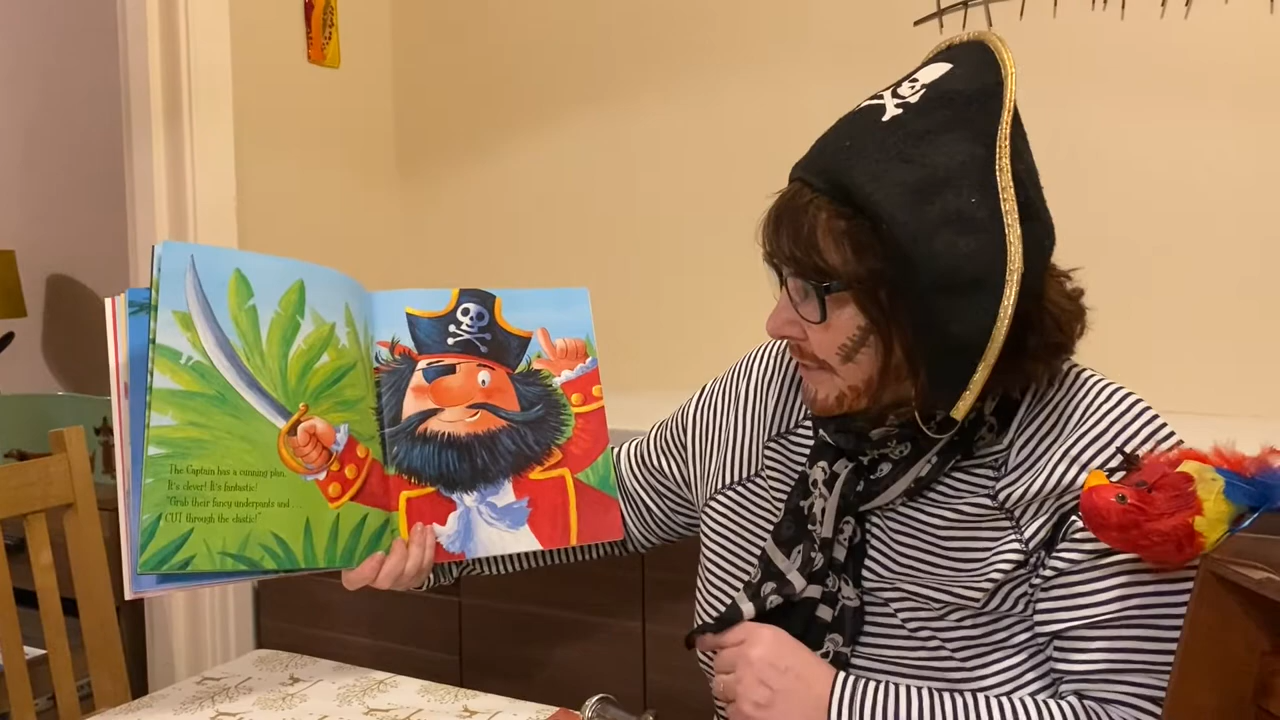 The Captain has a cunning plan.
It's clever! It's fantastic!
"Grab their fancy underpants and . . .
CUT through the elastic!"